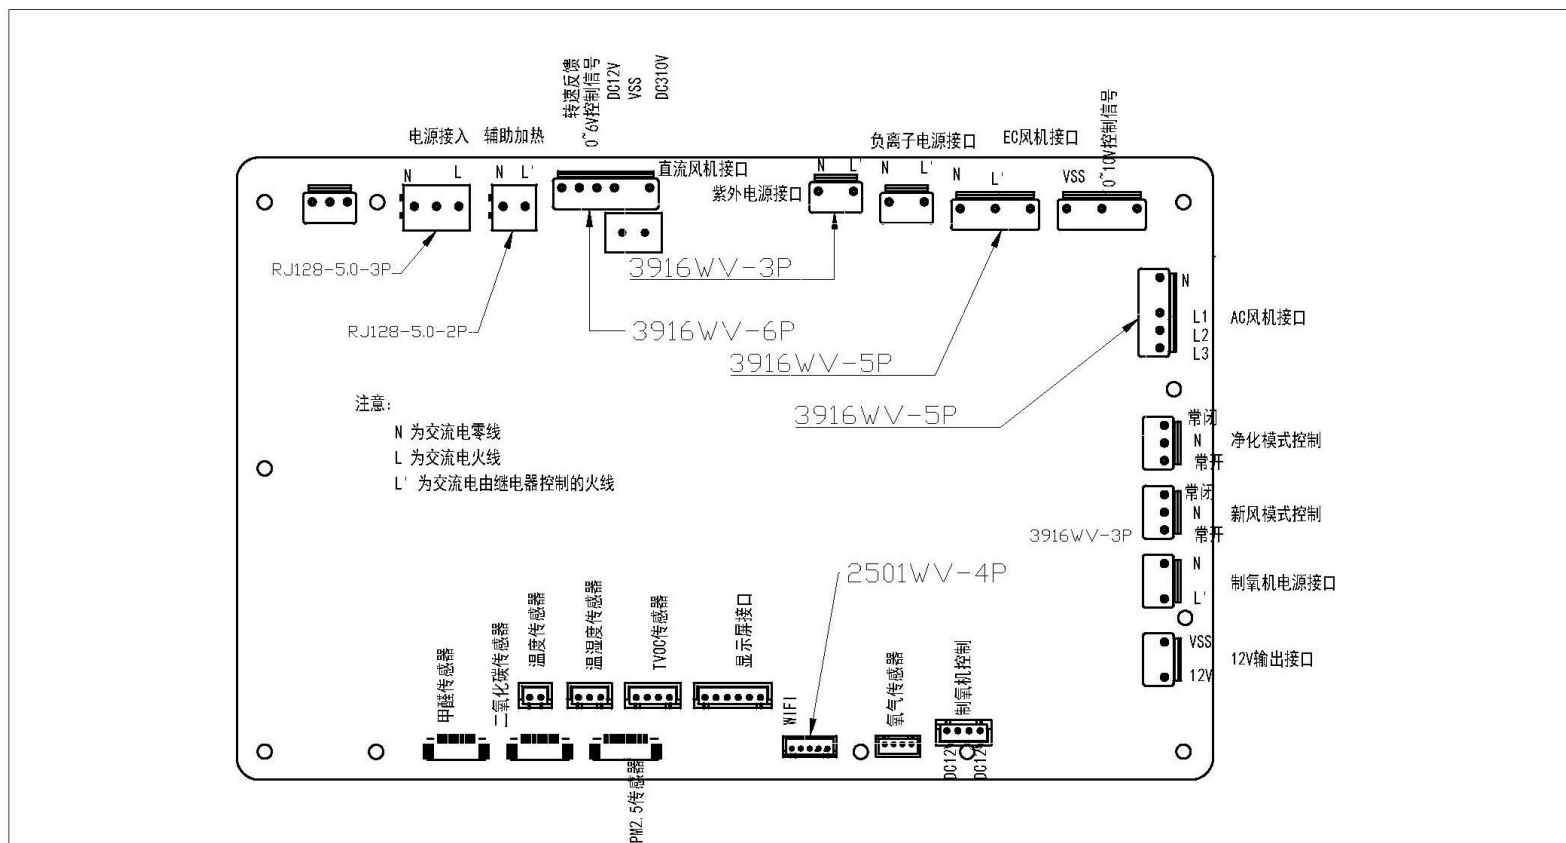 转速反馈
0~6V控制信号
DC12V
VSS
DC310V
电源接入
辅助加热
N
L
N
L'
直流风机接口
紫外电源接口
N
L'
负离子电源接口
N
L'
EC风机接口
N
L'
VSS
0~10V控制信号
RJ128-5.0-3P
RJ128-5.0-2P
3916WV-3P
3916WV-6P
3916WV-5P
3916WV-5P
N
L1
L2
L3
AC风机接口
注意:
N 为交流电零线
L 为交流电火线
L' 为交流电由继电器控制的火线
常闭
N
常开
净化模式控制
常闭
N
常开
新风模式控制
3916WV-3P
N
L'
制氧机电源接口
VSS
12V
12V输出接口
2501WV-4P
甲醛传感器
二氧化碳传感器
温度传感器
温湿度传感器
TVOC传感器
显示屏接口
WIFI
氧气传感器
制氧机控制
DC12V
DC12V
PM2.5传感器